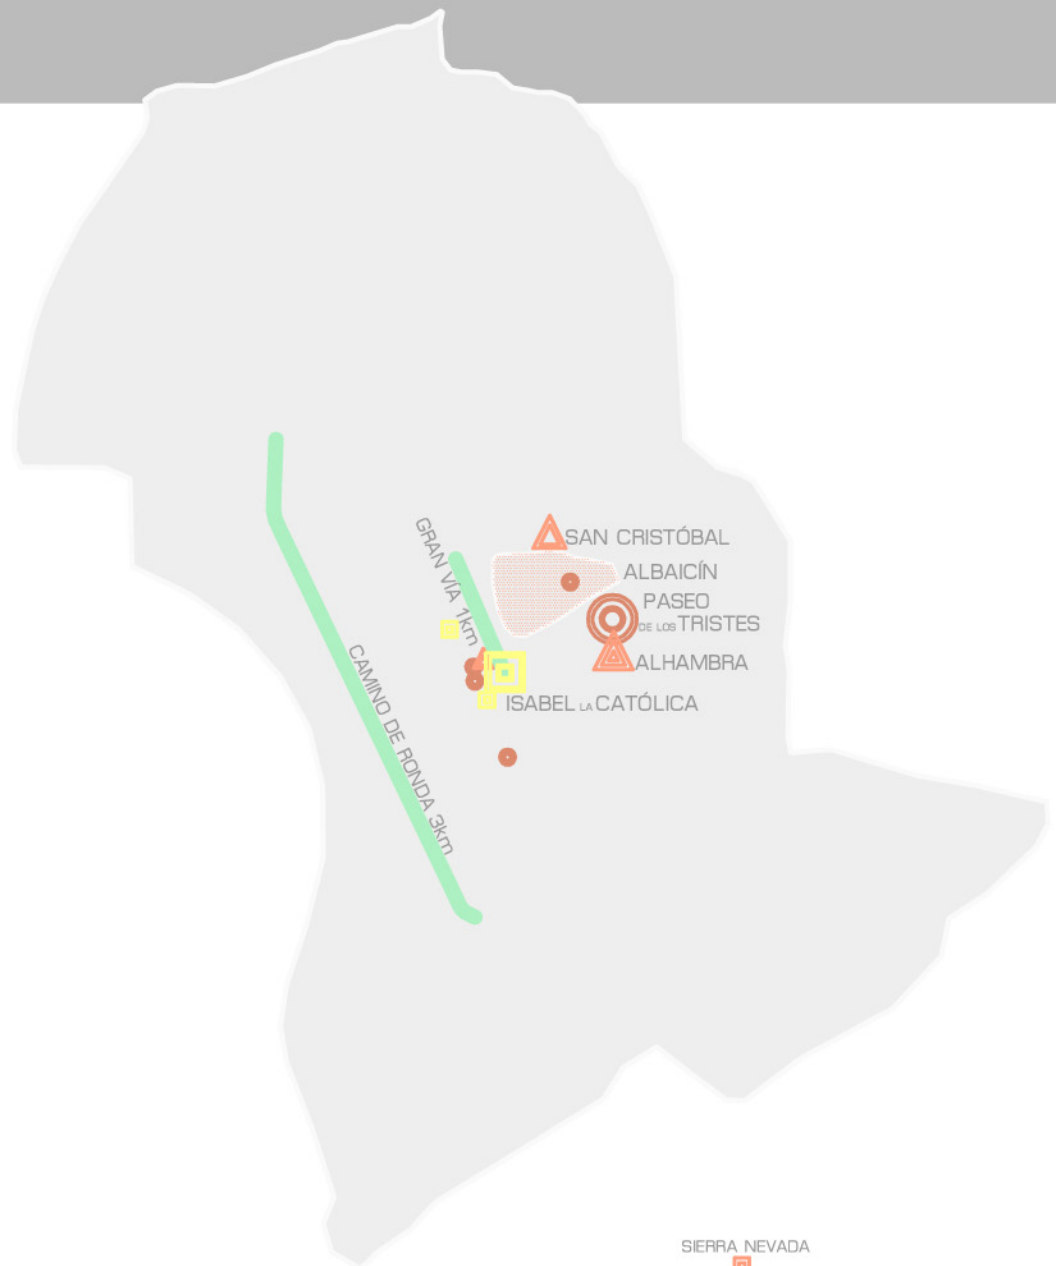 SAN CRISTÓBAL
GRAN VÍA 1km
ALBAICÍN
PASEO
DE LOS TRISTES
ALHAMBRA
CAMINO DE RONDA 3km
ISABEL LA CATÓLICA
SIERRA NEVADA